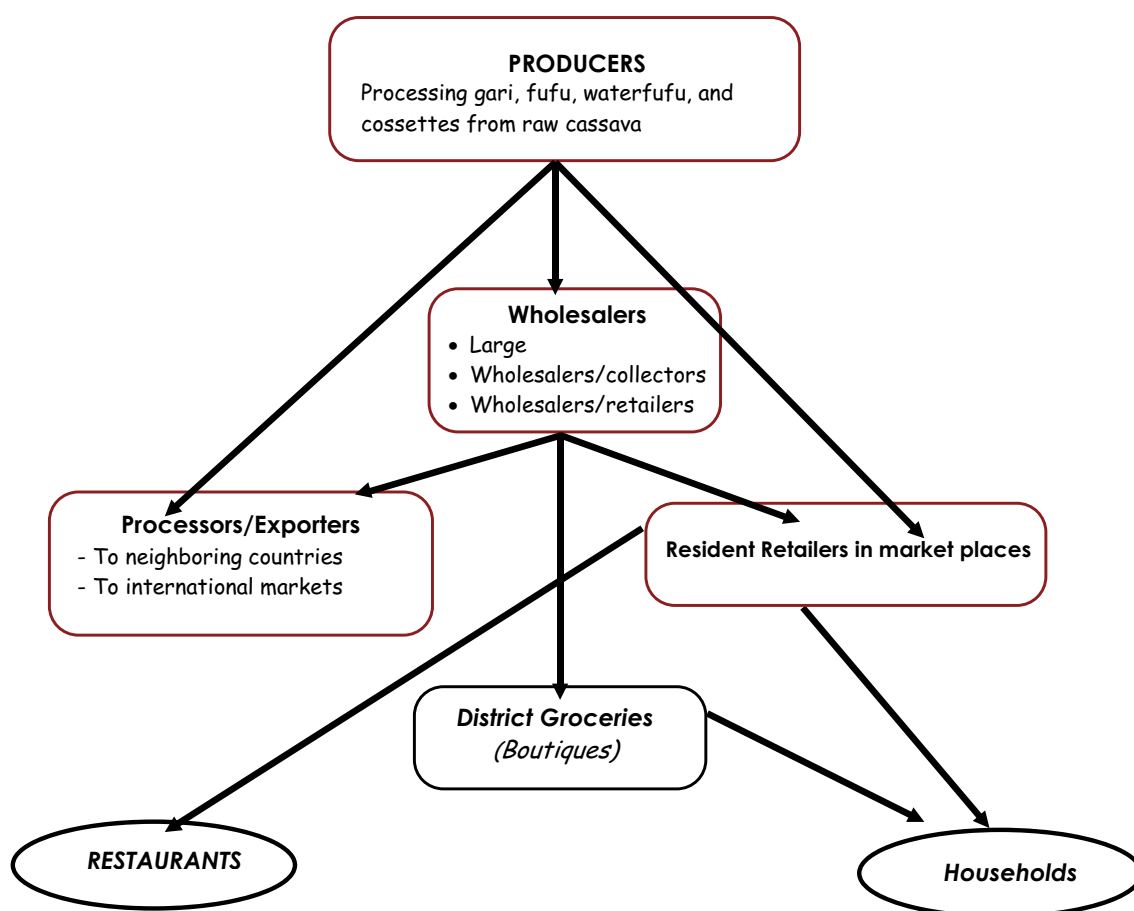 PRODUCERS
Processing gari, fufu, waterfufu, and
cossettes from raw cassava
Wholesalers
• Large
• Wholesalers/collectors
• Wholesalers/retailers
Processors/Exporters
- To neighboring countries
- To international markets
Resident Retailers in market places
District Groceries
(Boutiques)
RESTAURANTS
Households